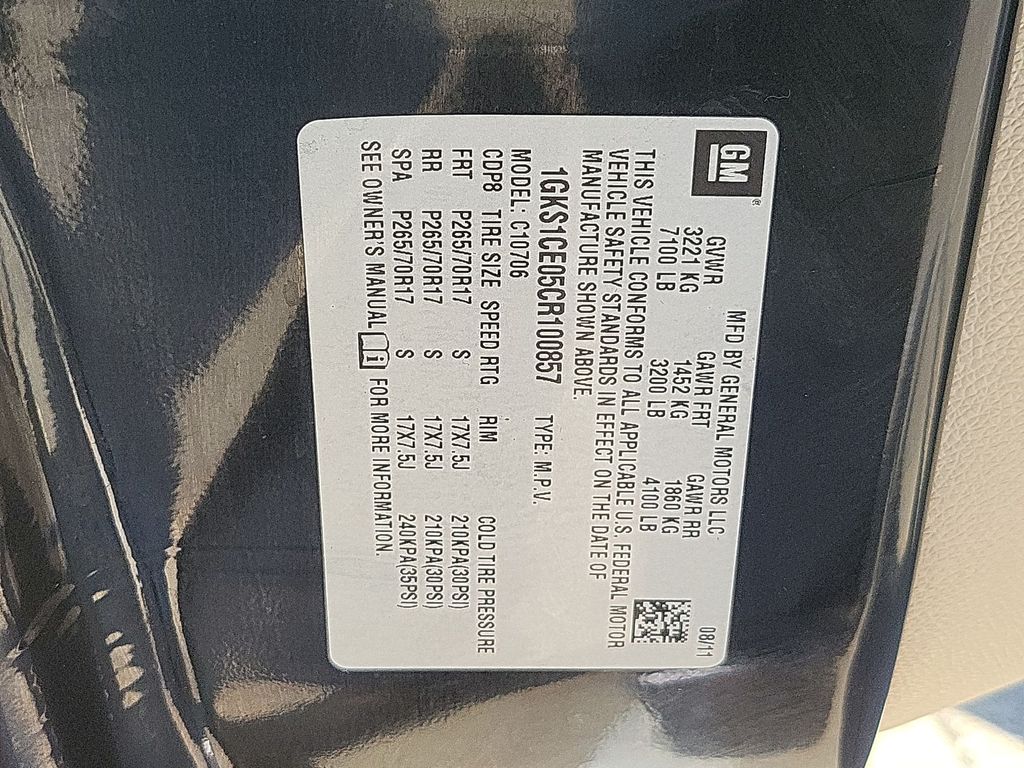 GM®
MFD BY GENERAL MOTORS LLC 08/11
GVWR GAWR FRT GAWR RR
3221 KG 1452 KG 1860 KG
7100 LB 3200 LB 4100 LB
THIS VEHICLE CONFORMS TO ALL APPLICABLE U.S. FEDERAL MOTOR
VEHICLE SAFETY STANDARDS IN EFFECT ON THE DATE OF
MANUFACTURE SHOWN ABOVE.
1GKS1CE05CR100857 TYPE: M.P.V.
MODEL: C10706
CDP8 TIRE SIZE SPEED RTG RIM COLD TIRE PRESSURE
FRT P265/70R17 S 17X7.5J 210KPA(30PSI)
RR P265/70R17 S 17X7.5J 210KPA(30PSI)
SPA P265/70R17 S 17X7.5J 240KPA(35PSI)
SEE OWNER'S MANUAL i FOR MORE INFORMATION.